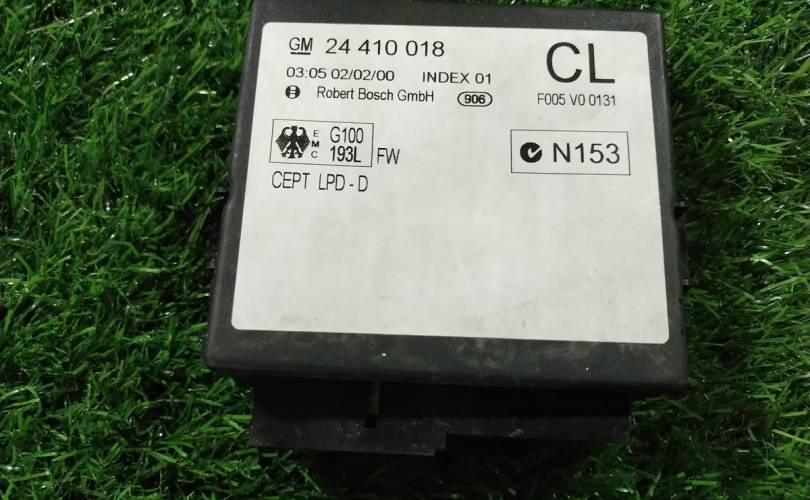 GM 24 410 018
CL
03:05 02/02/00 INDEX 01
Robert Bosch GmbH 906
F005 V0 0131
EMC G100 193L FW
N153
CEPT LPD - D